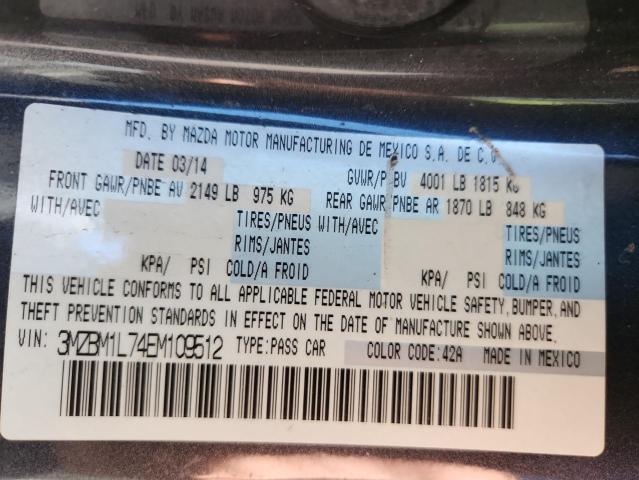 MFD. BY MAZDA MOTOR MANUFACTURING DE MEXICO S.A. DE C.V
DATE 03/14 GVWR/P BV 4001 LB 1815 KG
FRONT GAWR/PNBE AV 2149 LB 975 KG REAR GAWR/PNBE AR 1870 LB 848 KG
WITH/AVEC TIRES/PNEUS WITH/AVEC TIRES/PNEUS
RIMS/JANTES RIMS/JANTES
KPA/ PSI COLD/A FROID KPA/ PSI COLD/A FROID
THIS VEHICLE CONFORMS TO ALL APPLICABLE FEDERAL MOTOR VEHICLE SAFETY, BUMPER, AND
THEFT PREVENTION STANDARDS IN EFFECT ON THE DATE OF MANUFACTURE SHOWN ABOVE.
VIN: 3MZBM1L74EM109512 TYPE:PASS CAR COLOR CODE:42A MADE IN MEXICO